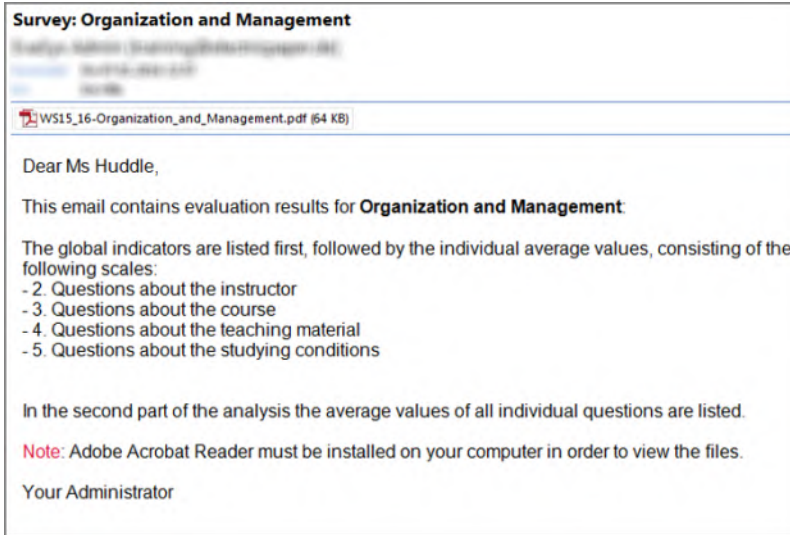 Survey: Organization and Management
WS15_16-Organization_and_Management.pdf (64 KB)
Dear Ms Huddle,
This email contains evaluation results for Organization and Management:
The global indicators are listed first, followed by the individual average values, consisting of the
following scales:
- 2. Questions about the instructor
- 3. Questions about the course
- 4. Questions about the teaching material
- 5. Questions about the studying conditions
In the second part of the analysis the average values of all individual questions are listed.
Note: Adobe Acrobat Reader must be installed on your computer in order to view the files.
Your Administrator